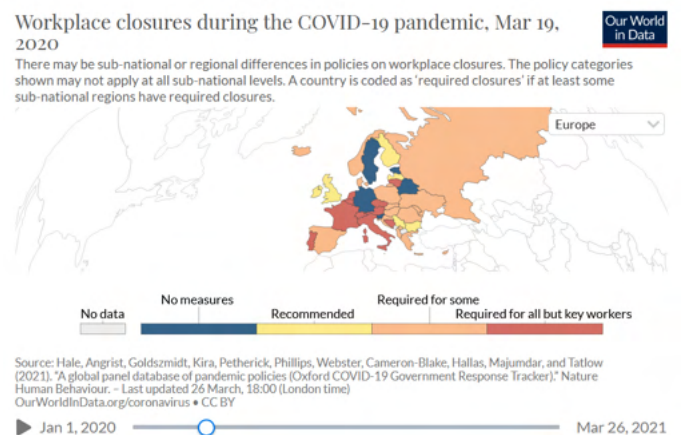 Workplace closures during the COVID-19 pandemic, Mar 19,
2020
Our World
in Data
There may be sub-national or regional differences in policies on workplace closures. The policy categories
shown may not apply at all sub-national levels. A country is coded as 'required closures' if at least some
sub-national regions have required closures.
Europe
No data
No measures
Recommended
Required for some
Required for all but key workers
Source: Hale, Angrist, Goldszmidt, Kira, Petherick, Phillips, Webster, Cameron-Blake, Hallas, Majumdar, and Tatlow
(2021). "A global panel database of pandemic policies (Oxford COVID-19 Government Response Tracker)." Nature
Human Behaviour. – Last updated 26 March, 18:00 (London time)
OurWorldInData.org/coronavirus • CC BY
Jan 1, 2020
Mar 26, 2021